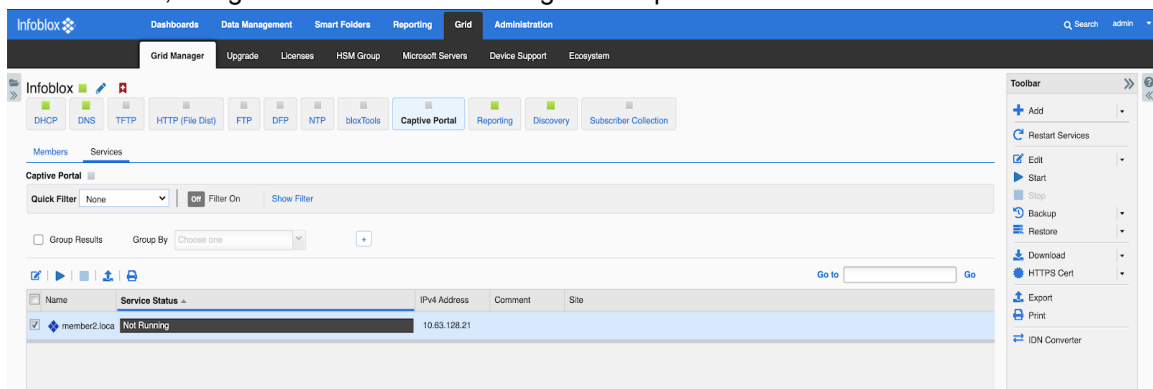 Infoblox
Dashboards Data Management Smart Folders Reporting Grid Administration
Search admin
Grid Manager Upgrade Licenses HSM Group Microsoft Servers Device Support Ecosystem
Infoblox
DHCP DNS TFTP HTTP (File Dist) FTP DFP NTP bloxTools Captive Portal Reporting Discovery Subscriber Collection
Members Services
Captive Portal
Quick Filter None Off Filter On Show Filter
Group Results Group By Choose one +
Go to Go
Name Service Status IPv4 Address Comment Site
member2.loca Not Running 10.63.128.21
Toolbar
Add
Restart Services
Edit
Start
Stop
Backup
Restore
Download
HTTPS Cert
Export
Print
IDN Converter